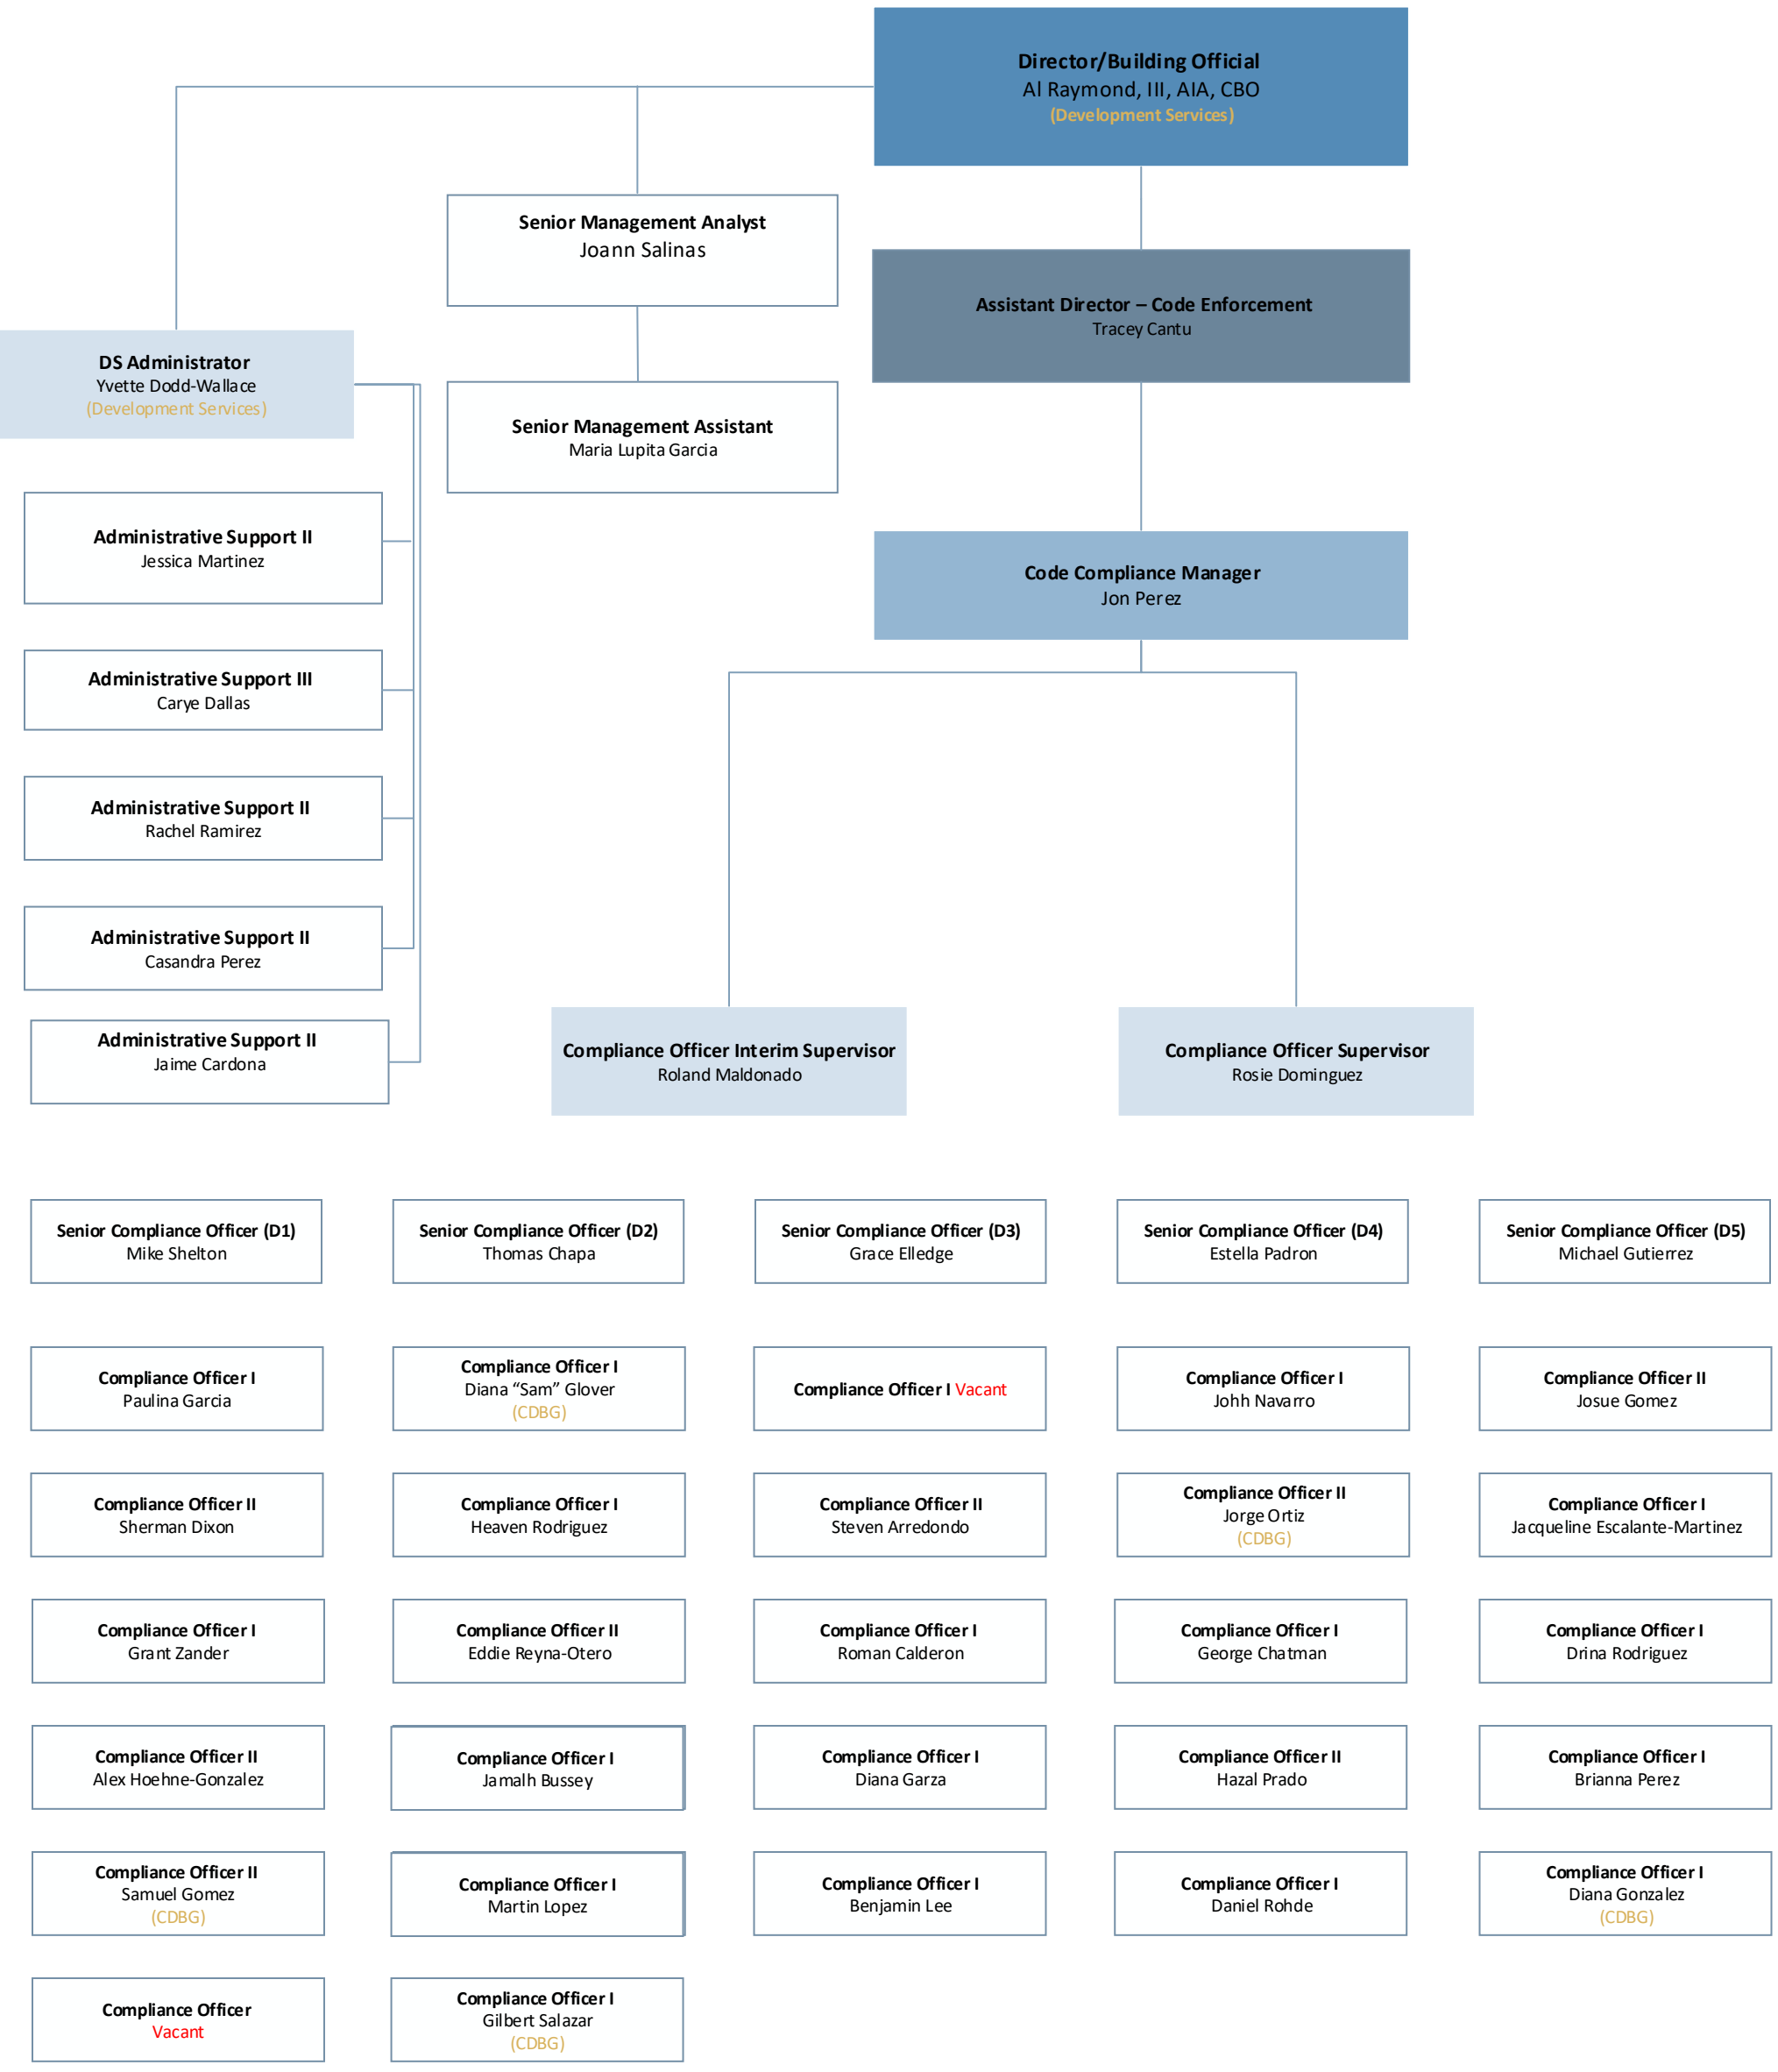 Director/Building Official
Al Raymond, III, AIA, CBO
(Development Services)
Senior Management Analyst
Joann Salinas
Assistant Director – Code Enforcement
Tracey Cantu
DS Administrator
Yvette Dodd-Wallace
(Development Services)
Senior Management Assistant
Maria Lupita Garcia
Administrative Support II
Jessica Martinez
Code Compliance Manager
Jon Perez
Administrative Support III
Carye Dallas
Administrative Support II
Rachel Ramirez
Administrative Support II
Casandra Perez
Administrative Support II
Jaime Cardona
Compliance Officer Interim Supervisor
Roland Maldonado
Compliance Officer Supervisor
Rosie Dominguez
Senior Compliance Officer (D1)
Mike Shelton
Senior Compliance Officer (D2)
Thomas Chapa
Senior Compliance Officer (D3)
Grace Elledge
Senior Compliance Officer (D4)
Estella Padron
Senior Compliance Officer (D5)
Michael Gutierrez
Compliance Officer I
Paulina Garcia
Compliance Officer I
Diana “Sam” Glover
(CDBG)
Compliance Officer I Vacant
Compliance Officer I
Johh Navarro
Compliance Officer II
Josue Gomez
Compliance Officer II
Sherman Dixon
Compliance Officer I
Heaven Rodriguez
Compliance Officer II
Steven Arredondo
Compliance Officer II
Jorge Ortiz
(CDBG)
Compliance Officer I
Jacqueline Escalante-Martinez
Compliance Officer I
Grant Zander
Compliance Officer II
Eddie Reyna-Otero
Compliance Officer I
Roman Calderon
Compliance Officer I
George Chatman
Compliance Officer I
Drina Rodriguez
Compliance Officer II
Alex Hoehne-Gonzalez
Compliance Officer I
Jamalh Bussey
Compliance Officer I
Diana Garza
Compliance Officer II
Hazal Prado
Compliance Officer I
Brianna Perez
Compliance Officer II
Samuel Gomez
(CDBG)
Compliance Officer I
Martin Lopez
Compliance Officer I
Benjamin Lee
Compliance Officer I
Daniel Rohde
Compliance Officer I
Diana Gonzalez
(CDBG)
Compliance Officer
Vacant
Compliance Officer I
Gilbert Salazar
(CDBG)